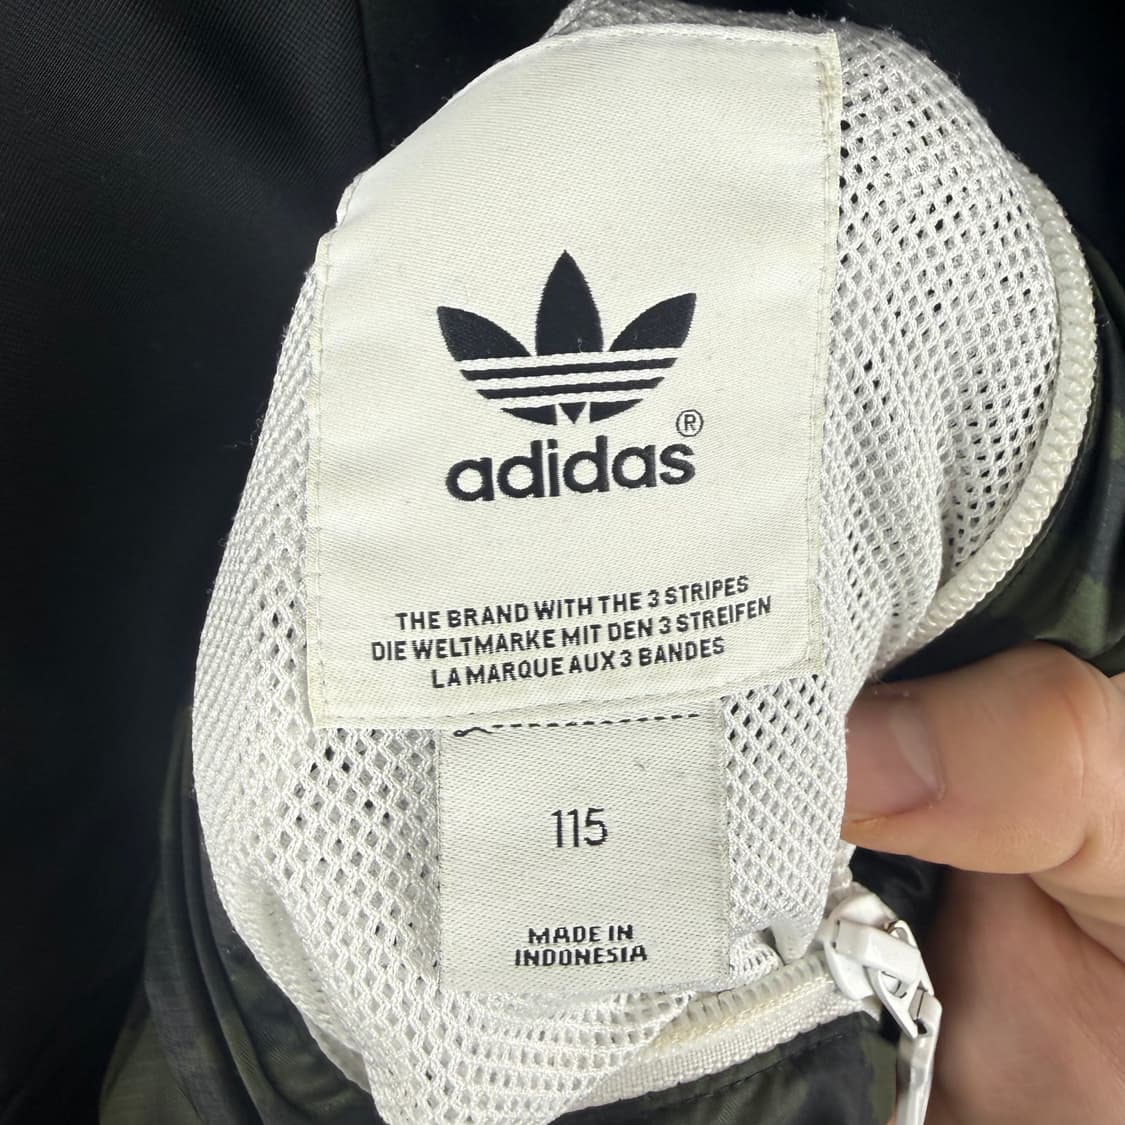 adidas®
THE BRAND WITH THE 3 STRIPES
DIE WELTMARKE MIT DEN 3 STREIFEN
LA MARQUE AUX 3 BANDES
115
MADE IN
INDONESIA